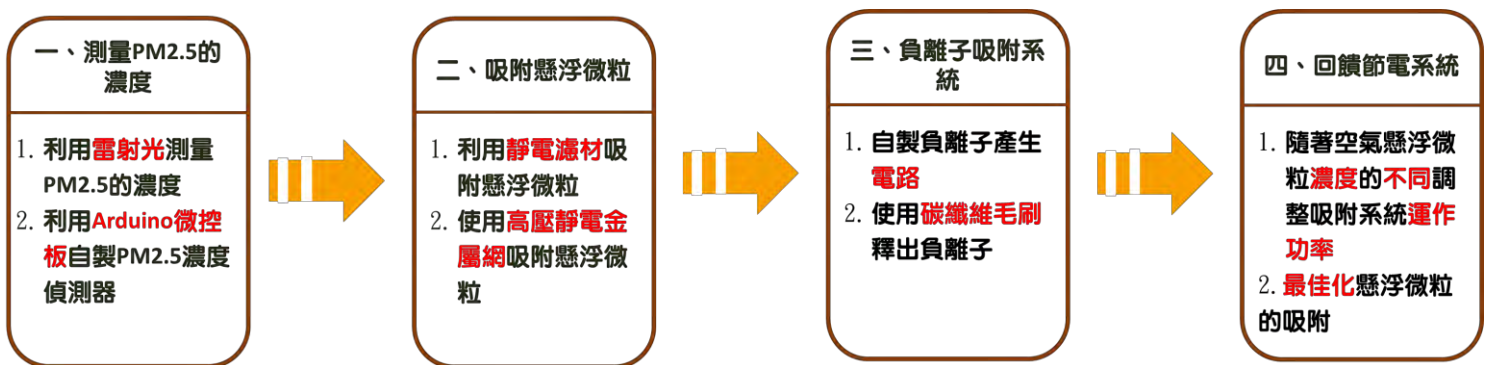 一、測量PM2.5的
濃度
1. 利用雷射光測量
PM2.5的濃度
2. 利用Arduino微控
板自製PM2.5濃度
偵測器
二、吸附懸浮微粒
1. 利用靜電濾材吸
附懸浮微粒
2. 使用高壓靜電金
屬網吸附懸浮微
粒
三、負離子吸附系
統
1. 自製負離子產生
電路
2. 使用碳纖維毛刷
釋出負離子
四、回饋節電系統
1. 隨著空氣懸浮微
粒濃度的不同調
整吸附系統運作
功率
2. 最佳化懸浮微粒
的吸附